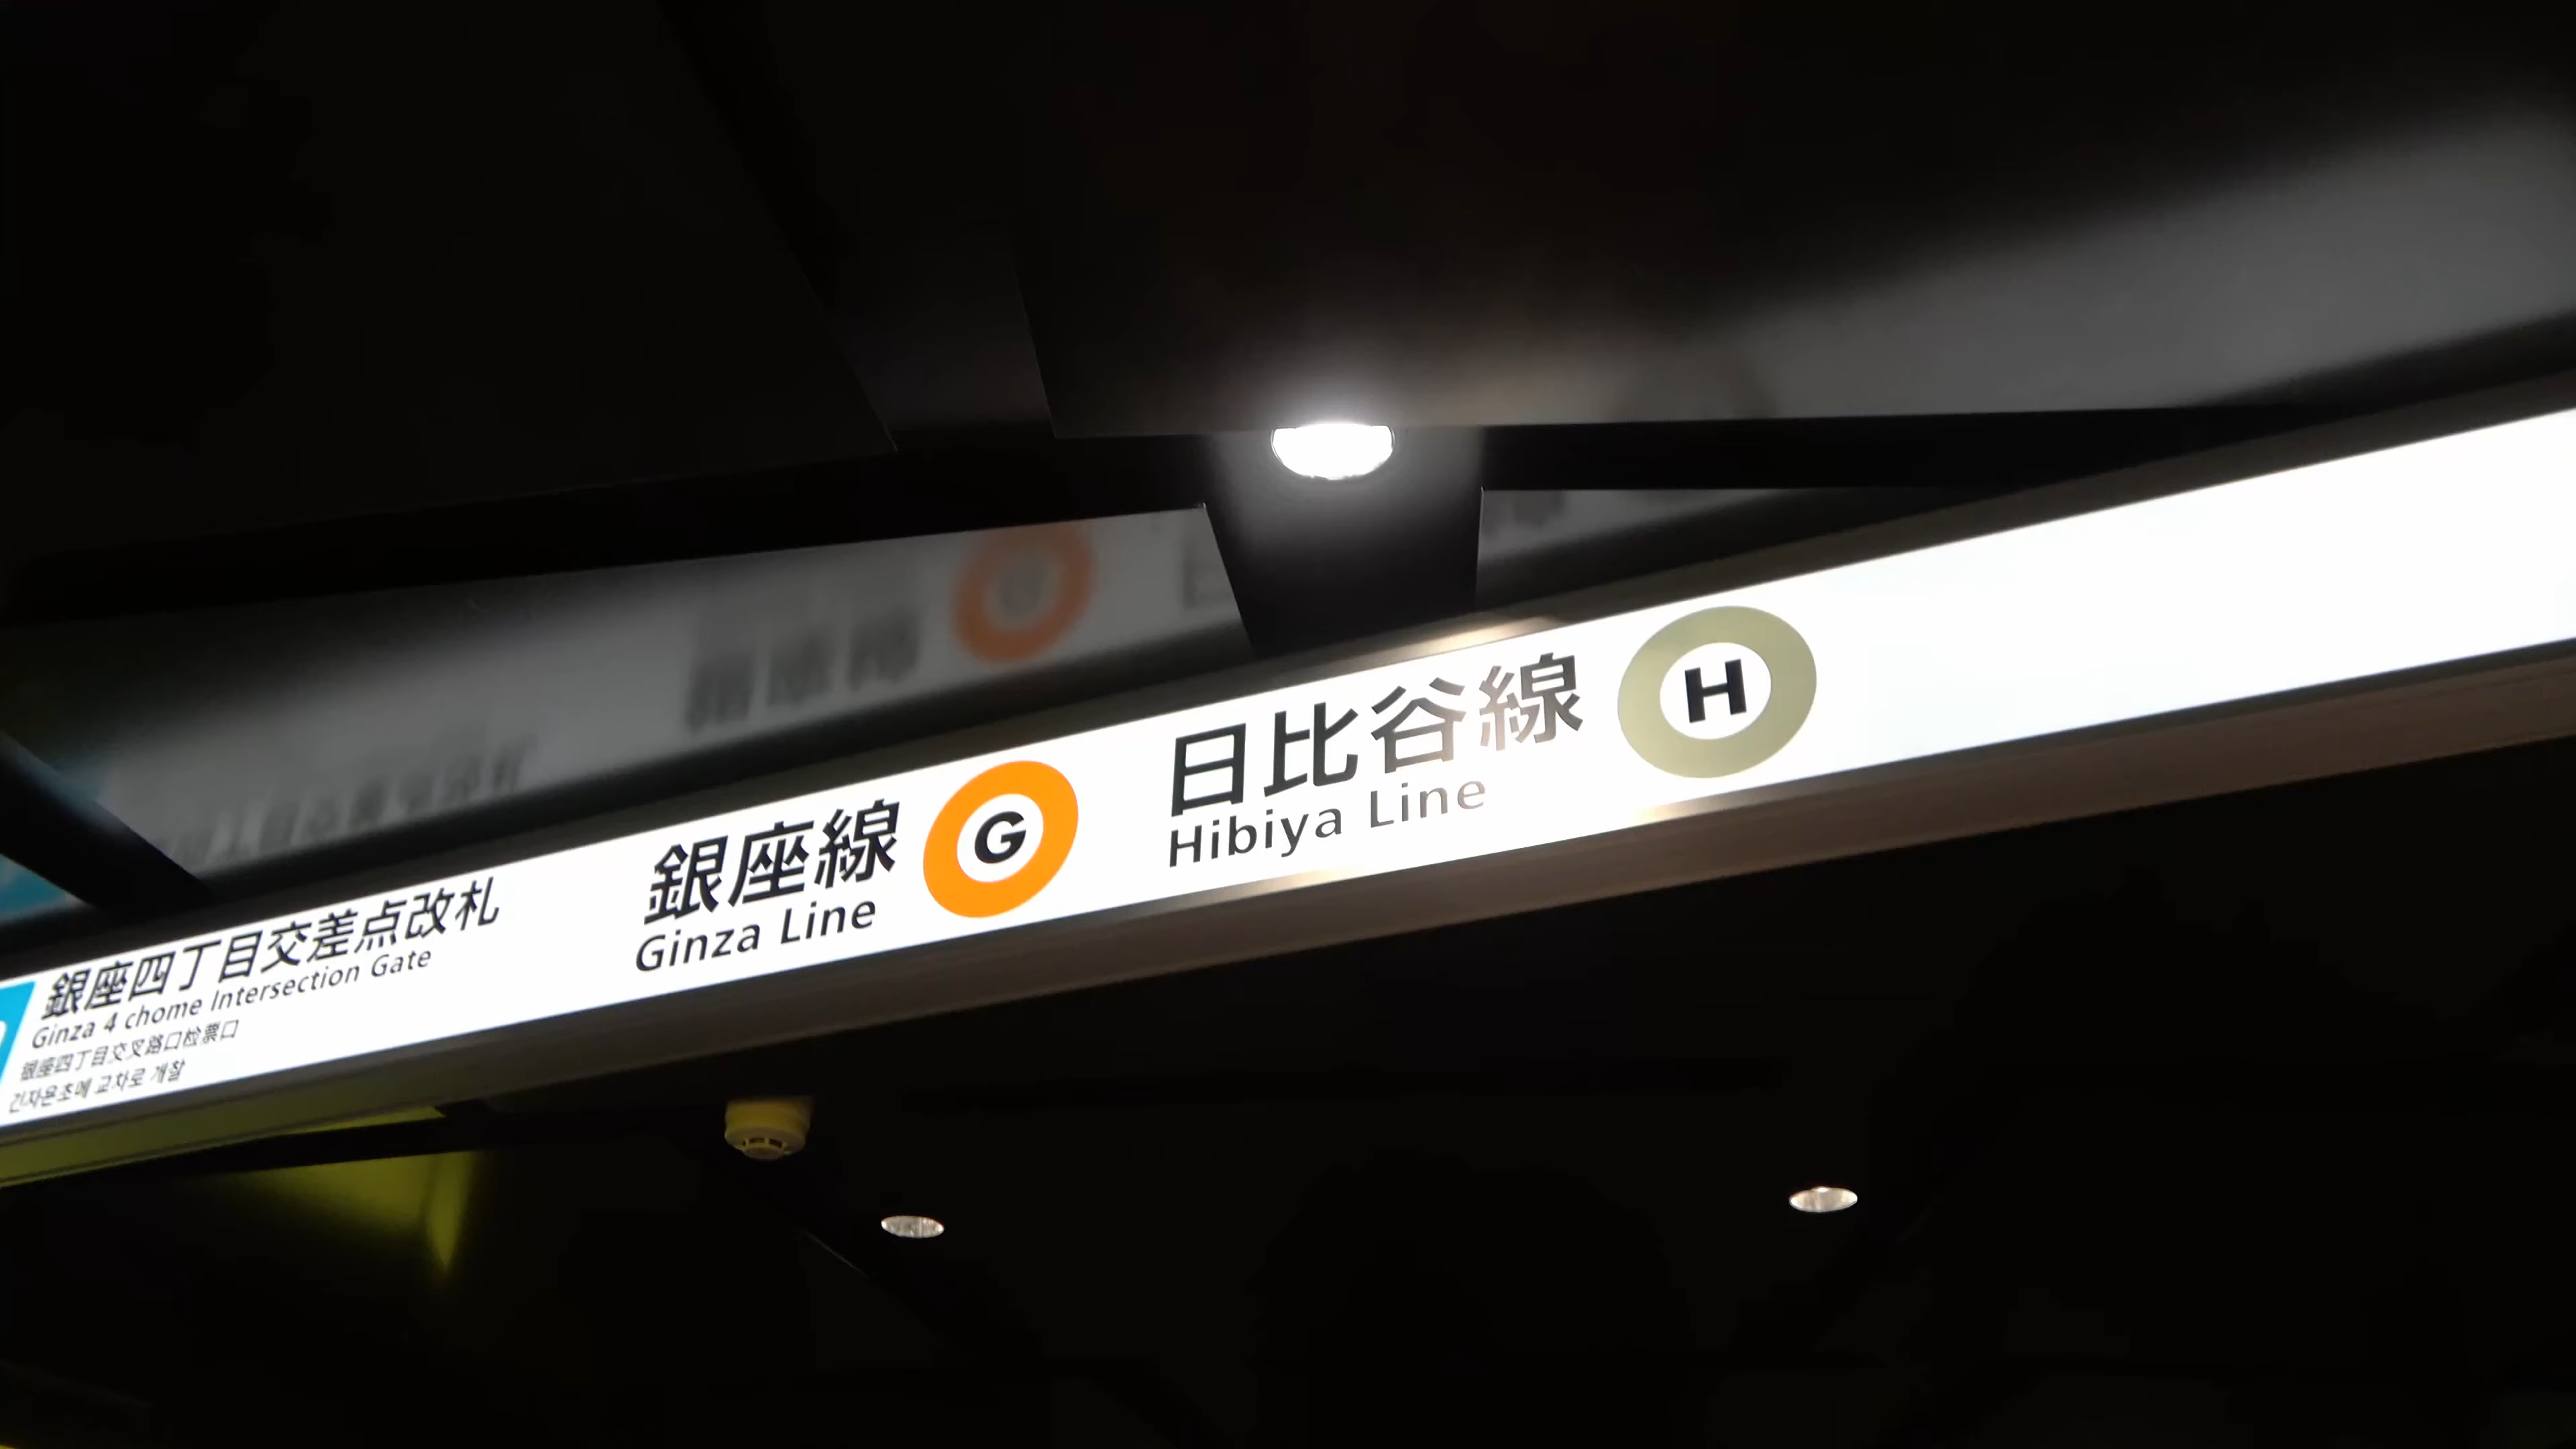 銀座四丁目交差点改札
Ginza 4 chome Intersection Gate
银座四丁目交叉路口检票口
긴자욘초메 교차로 개찰
銀座線
Ginza Line
G
日比谷線
Hibiya Line
H